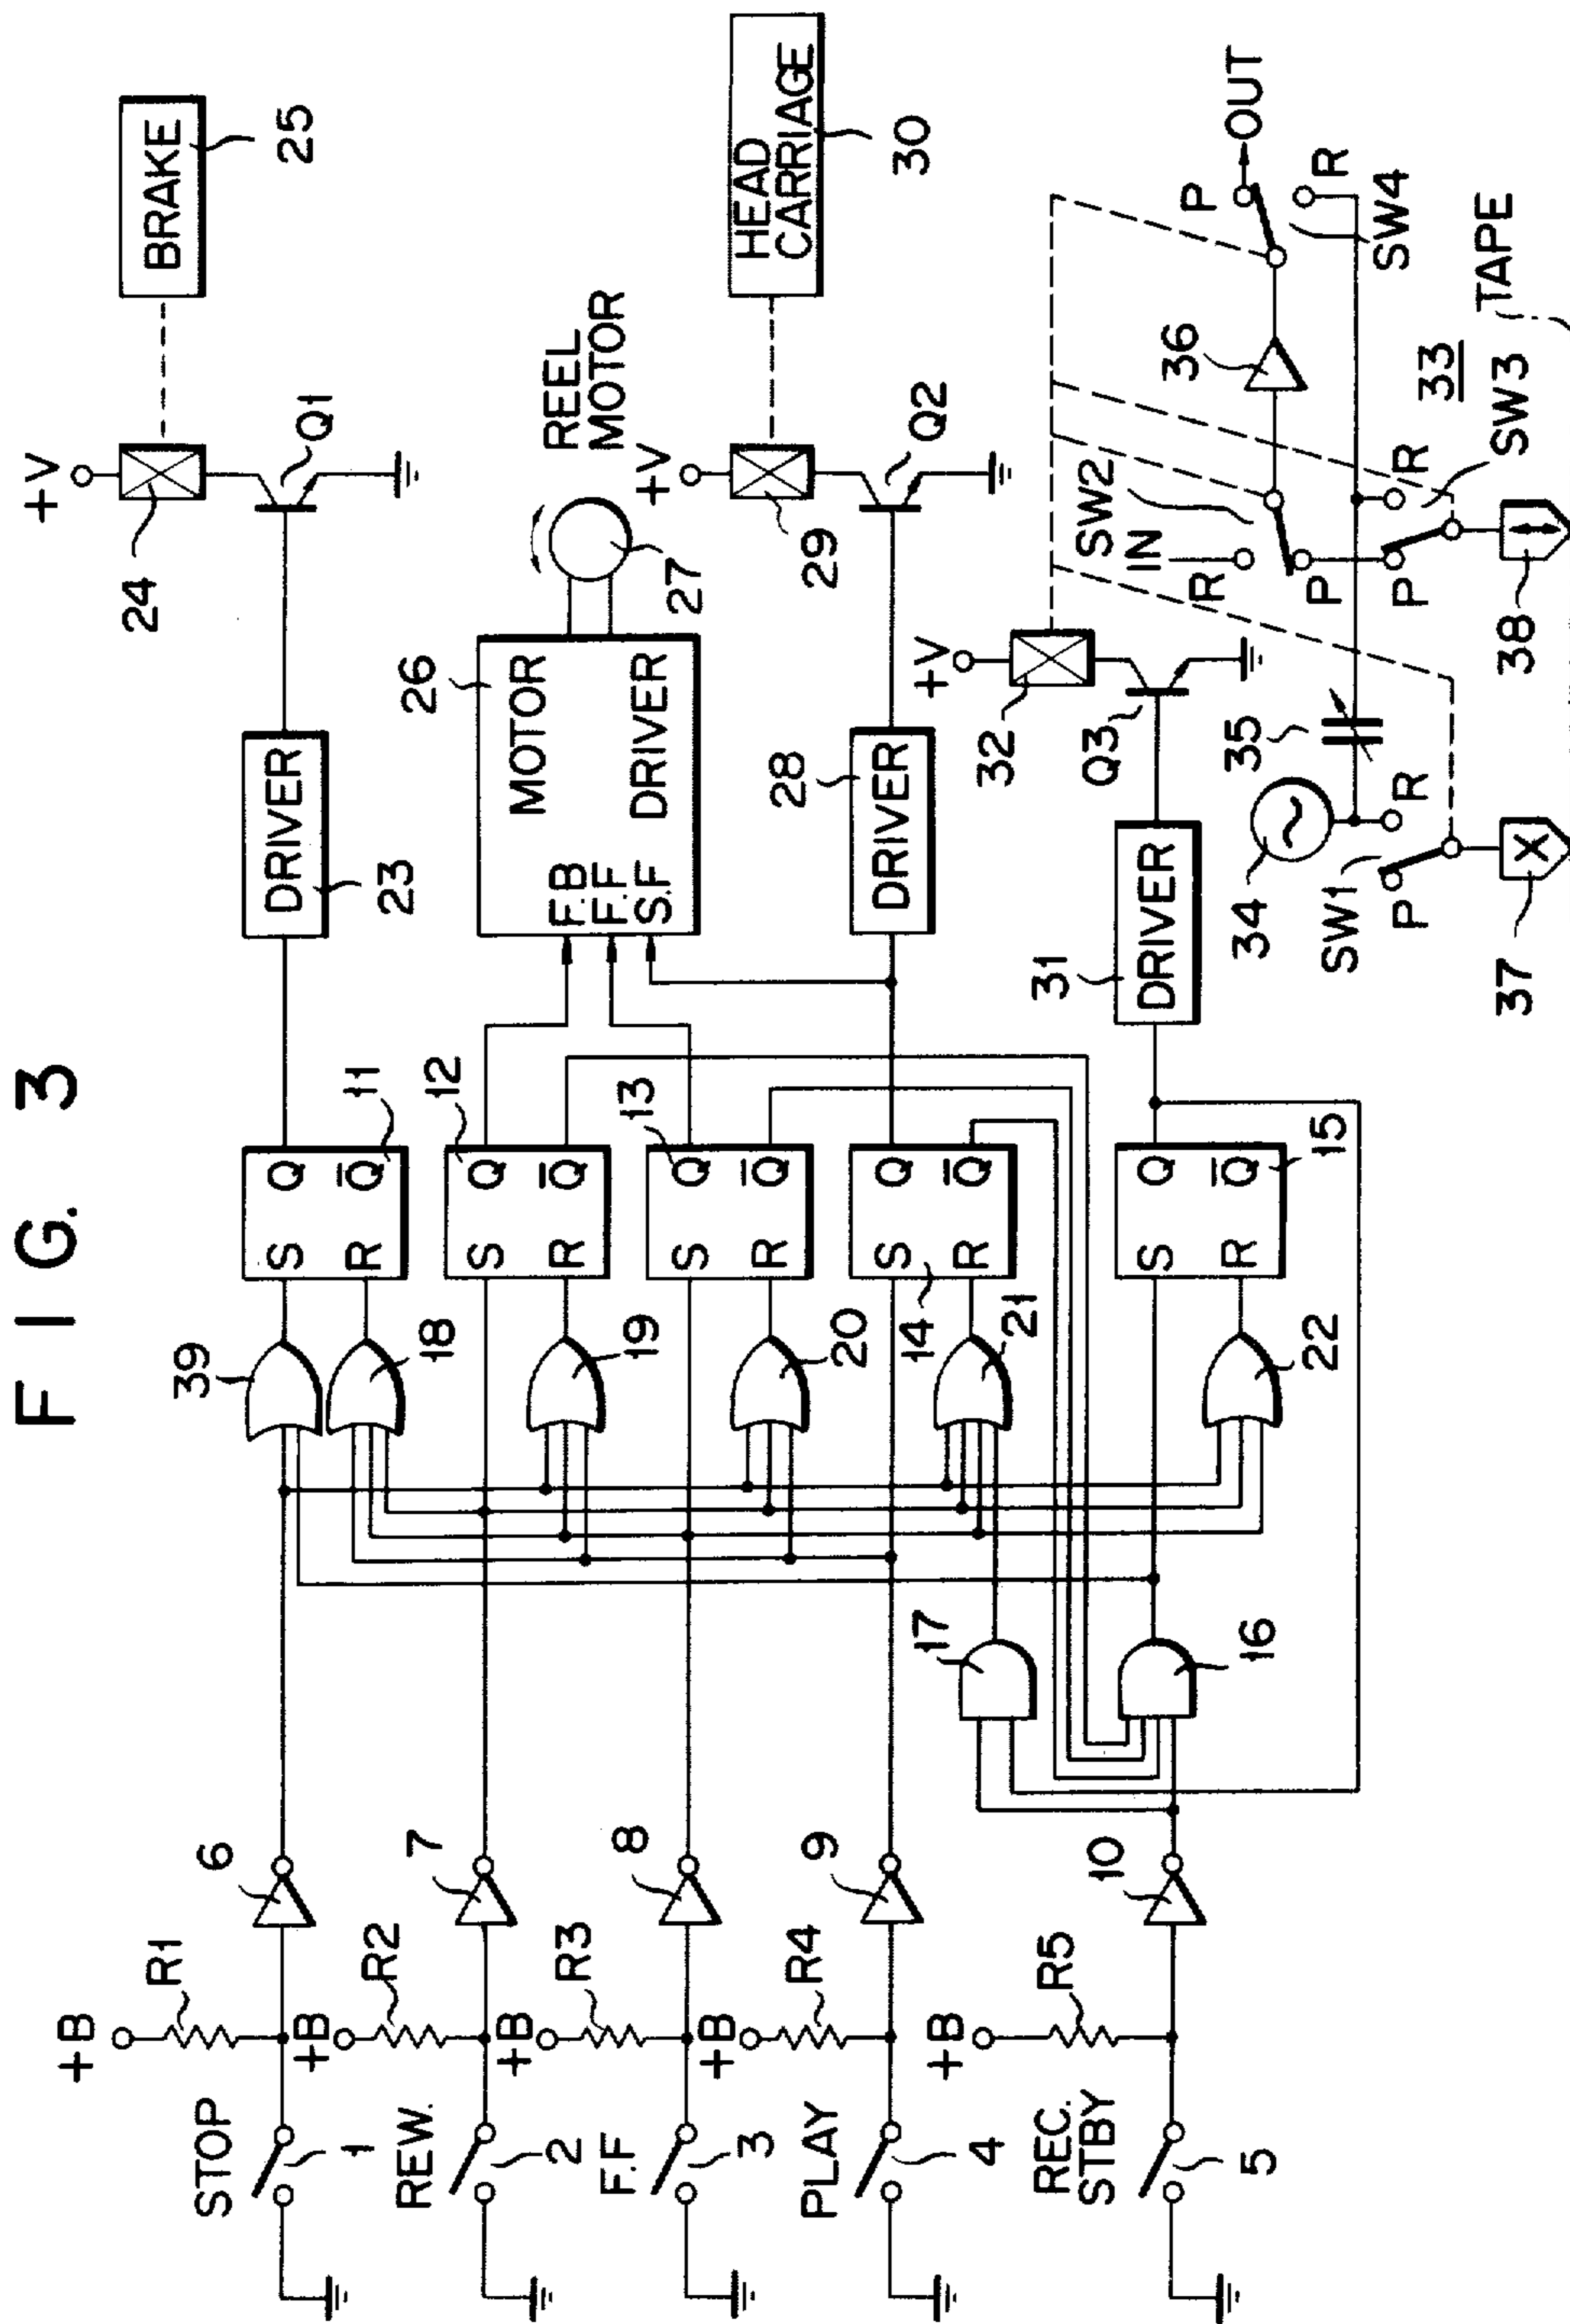 FIG. 3
STOP
1
+B
R1
6
39
18
S Q
R Q̅
11
DRIVER
23
+V
24
Q1
BRAKE
25
REW.
2
+B
R2
7
19
S Q
R Q̅
12
MOTOR
DRIVER
F.B
F.F
S.F
26
REEL
MOTOR
27
F.F
3
+B
R3
8
20
S Q
R Q̅
13
PLAY
4
+B
R4
9
21
S Q
R Q̅
14
DRIVER
28
+V
29
Q2
HEAD
CARRIAGE
30
REC.
STBY
5
+B
R5
10
17
16
22
S Q
R Q̅
15
DRIVER
31
+V
32
Q3
34
35
SW1
P
R
37
X
IN
SW2
R
P
P
R
38
SW3
33
36
P
OUT
R
SW4
TAPE